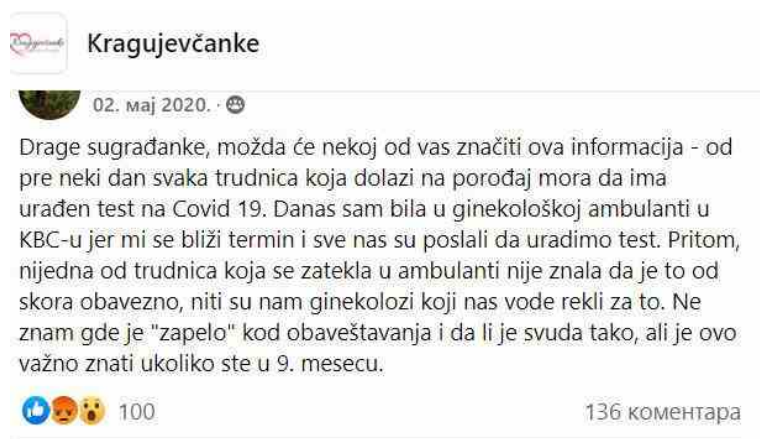 Kragujevčanke
02. мај 2020. ·
Drage sugrađanke, možda će nekoj od vas značiti ova informacija - od
pre neki dan svaka trudnica koja dolazi na porođaj mora da ima
urađen test na Covid 19. Danas sam bila u ginekološkoj ambulanti u
KBC-u jer mi se bliži termin i sve nas su poslali da uradimo test. Pritom,
nijedna od trudnica koja se zatekla u ambulanti nije znala da je to od
skora obavezno, niti su nam ginekolozi koji nas vode rekli za to. Ne
znam gde je "zapelo" kod obaveštavanja i da li je svuda tako, ali je ovo
važno znati ukoliko ste u 9. mesecu.
100 136 коментара